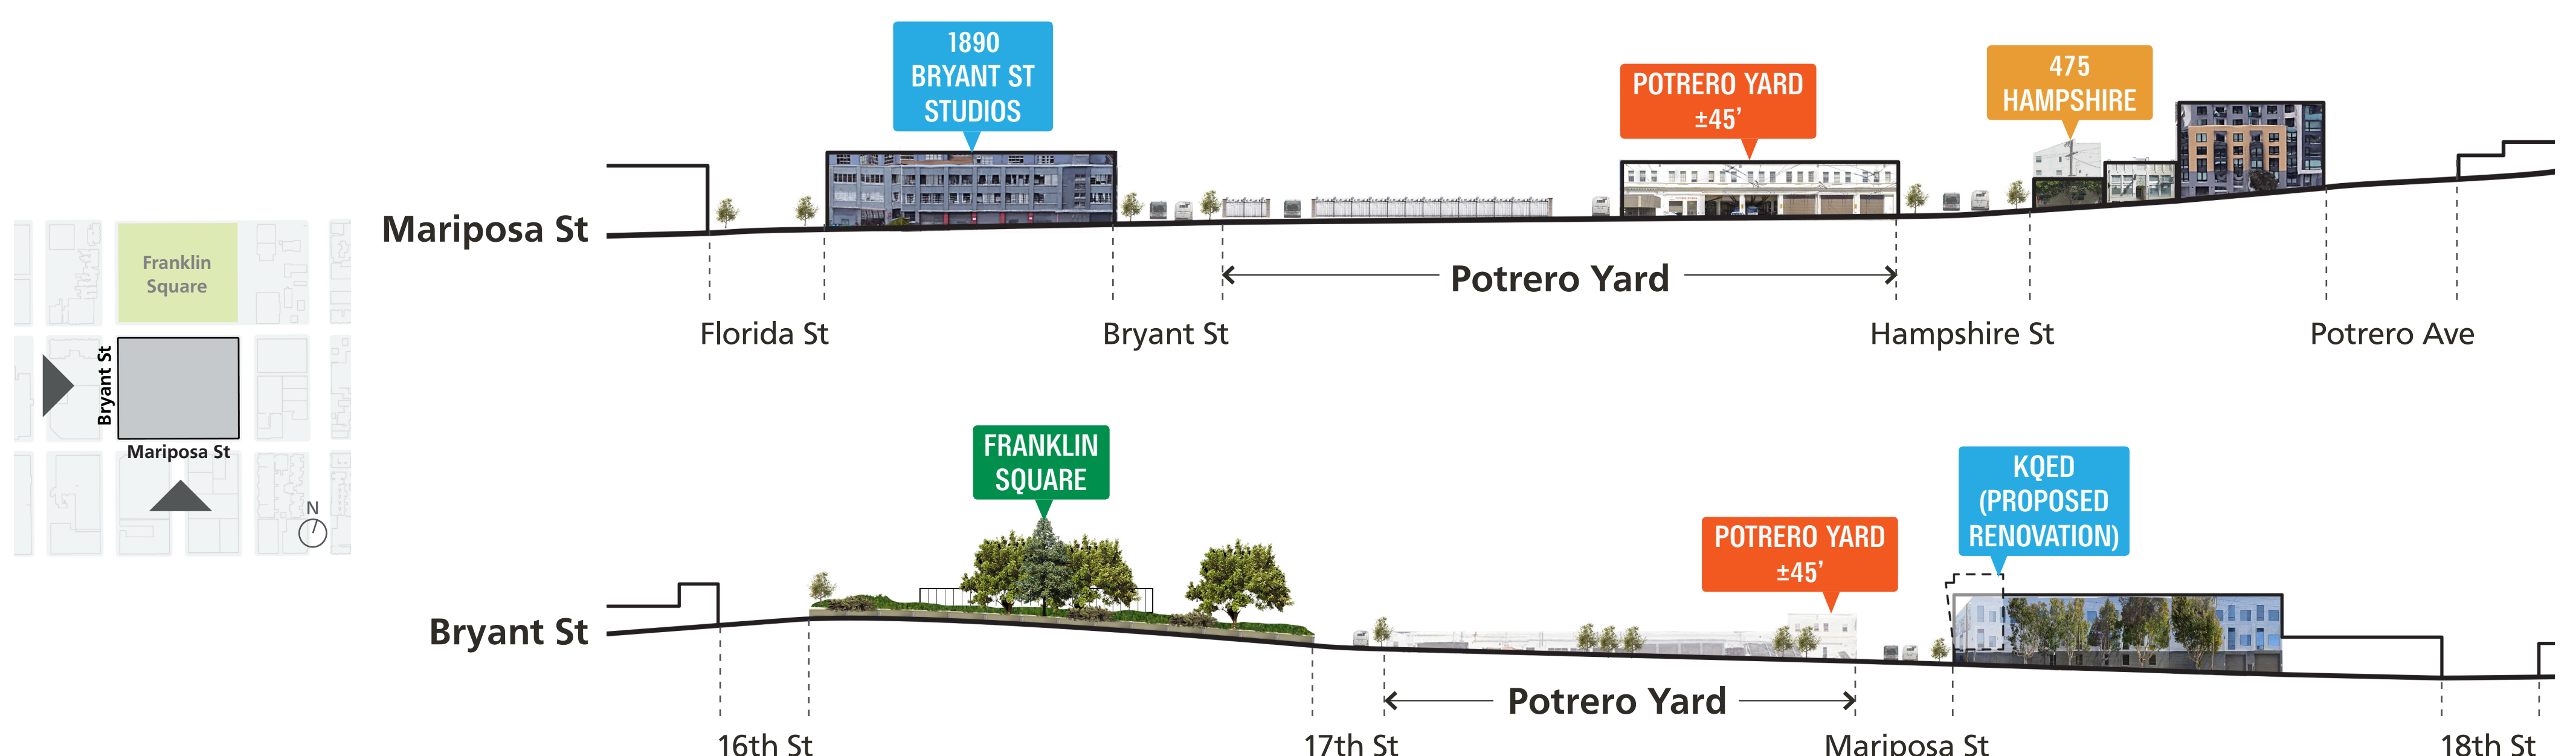 Franklin
Square
Bryant St
Mariposa St
N
1890
BRYANT ST
STUDIOS
POTRERO YARD
±45’
475
HAMPSHIRE
Mariposa St
Potrero Yard
Florida St
Bryant St
Hampshire St
Potrero Ave
FRANKLIN
SQUARE
POTRERO YARD
±45’
KQED
(PROPOSED
RENOVATION)
Bryant St
Potrero Yard
16th St
17th St
Mariposa St
18th St